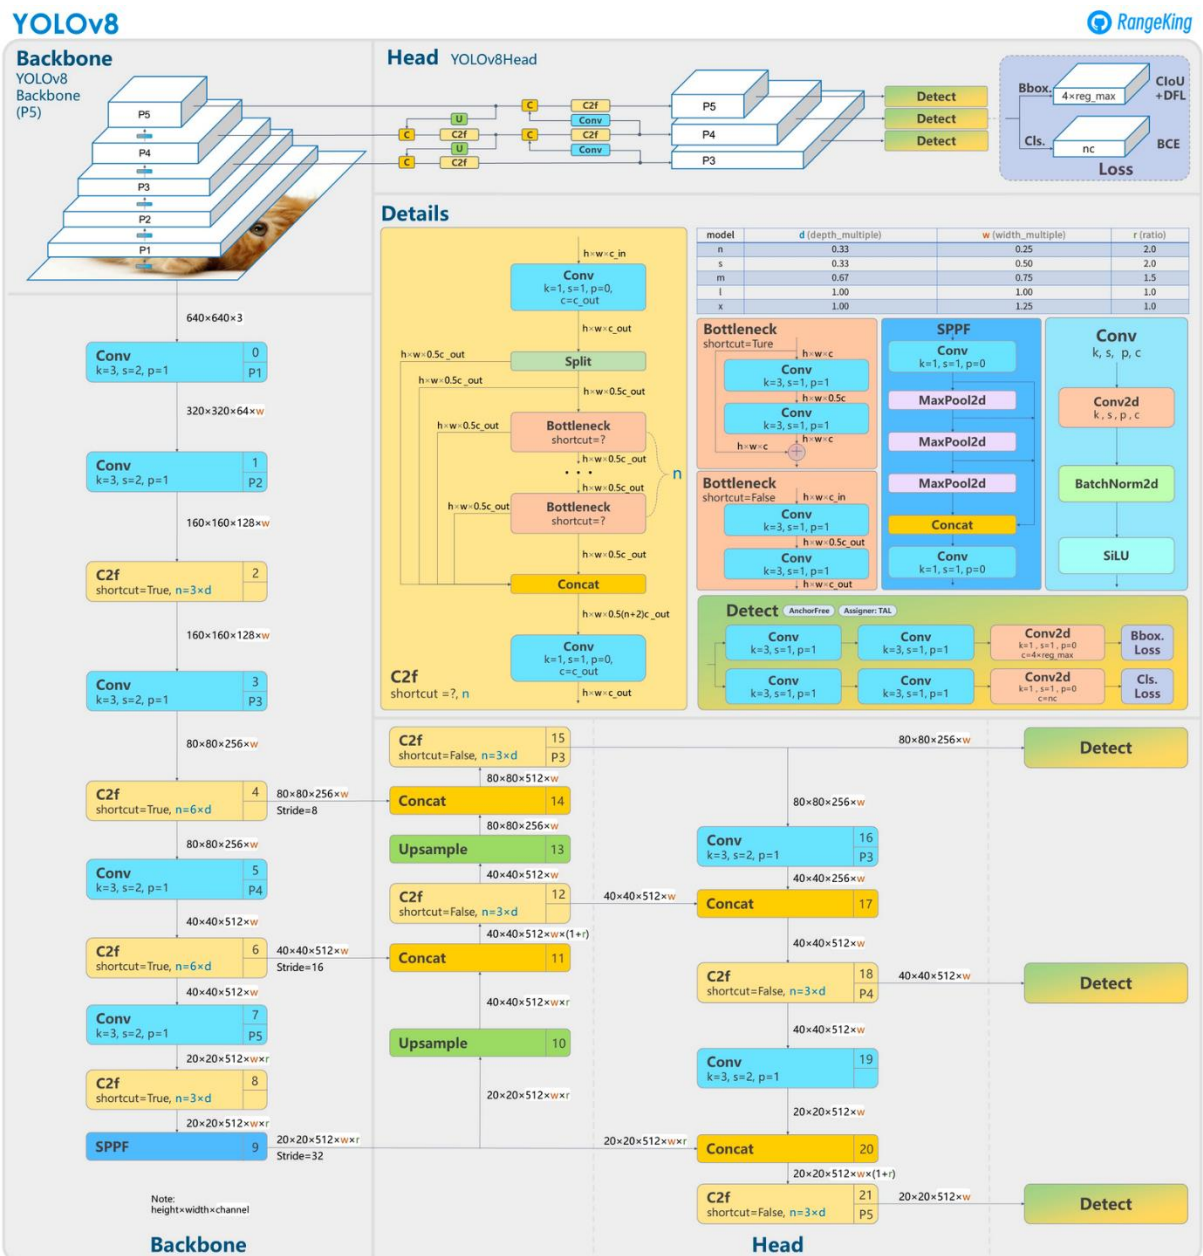 YOLOv8
RangeKing
Backbone
YOLOv8
Backbone
(P5)
P5
P4
P3
P2
P1
Head YOLOv8Head
C
C2f
U
Conv
C
C2f
C
C2f
U
Conv
C
C2f
P5
P4
P3
Detect
Detect
Detect
Bbox.
4×reg_max
CIoU
+DFL
Cls.
nc
BCE
Loss
Details
h×w×c_in
Conv
k=1, s=1, p=0,
c=c_out
h×w×c_out
h×w×0.5c_out
Split
h×w×0.5c_out
h×w×0.5c_out
Bottleneck
shortcut=?
h×w×0.5c_out
h×w×0.5c_out
. . .
n
h×w×0.5c_out
h×w×0.5c_out
Bottleneck
shortcut=?
h×w×0.5c_out
Concat
h×w×0.5(n+2)c_out
Conv
k=1, s=1, p=0,
c=c_out
C2f
shortcut =?, n
h×w×c_out
model d (depth_multiple) w (width_multiple) r (ratio)
n 0.33 0.25 2.0
s 0.33 0.50 2.0
m 0.67 0.75 1.5
l 1.00 1.00 1.0
x 1.00 1.25 1.0
Bottleneck
shortcut=Ture
h×w×c
Conv
k=3, s=1, p=1
h×w×0.5c
Conv
k=3, s=1, p=1
h×w×c
h×w×c
+
Bottleneck
shortcut=False
h×w×c_in
Conv
k=3, s=1, p=1
h×w×0.5c_out
Conv
k=3, s=1, p=1
h×w×c_out
SPPF
Conv
k=1, s=1, p=0
MaxPool2d
MaxPool2d
MaxPool2d
Concat
Conv
k=1, s=1, p=0
Conv
k, s, p, c
Conv2d
k , s , p , c
BatchNorm2d
SiLU
Detect AnchorFree Assigner: TAL
Conv
k=3, s=1, p=1
Conv
k=3, s=1, p=1
Conv2d
k=1 , s=1 , p=0
c=4×reg_max
Bbox.
Loss
Conv
k=3, s=1, p=1
Conv
k=3, s=1, p=1
Conv2d
k=1 , s=1 , p=0
c=nc
Cls.
Loss
640×640×3
Conv 0
k=3, s=2, p=1 P1
320×320×64×w
Conv 1
k=3, s=2, p=1 P2
160×160×128×w
C2f 2
shortcut=True, n=3×d
160×160×128×w
Conv 3
k=3, s=2, p=1 P3
80×80×256×w
C2f 4
shortcut=True, n=6×d
80×80×256×w
Stride=8
80×80×256×w
Conv 5
k=3, s=2, p=1 P4
40×40×512×w
C2f 6
shortcut=True, n=6×d
40×40×512×w
Stride=16
40×40×512×w
Conv 7
k=3, s=2, p=1 P5
20×20×512×w×r
C2f 8
shortcut=True, n=3×d
20×20×512×w×r
SPPF 9
20×20×512×w×r
Stride=32
Note:
height×width×channel
Backbone
C2f 15
shortcut=False, n=3×d P3
80×80×512×w
Concat 14
80×80×256×w
Upsample 13
40×40×512×w
C2f 12
shortcut=False, n=3×d
40×40×512×w
40×40×512×w×(1+r)
Concat 11
40×40×512×w×r
Upsample 10
20×20×512×w×r
20×20×512×w×r
80×80×256×w
Detect
80×80×256×w
Conv 16
k=3, s=2, p=1 P3
40×40×256×w
Concat 17
40×40×512×w
C2f 18
shortcut=False, n=3×d P4
40×40×512×w
Detect
40×40×512×w
Conv 19
k=3, s=2, p=1
20×20×512×w
Concat 20
20×20×512×w×(1+r)
C2f 21
shortcut=False, n=3×d P5
20×20×512×w
Detect
Head